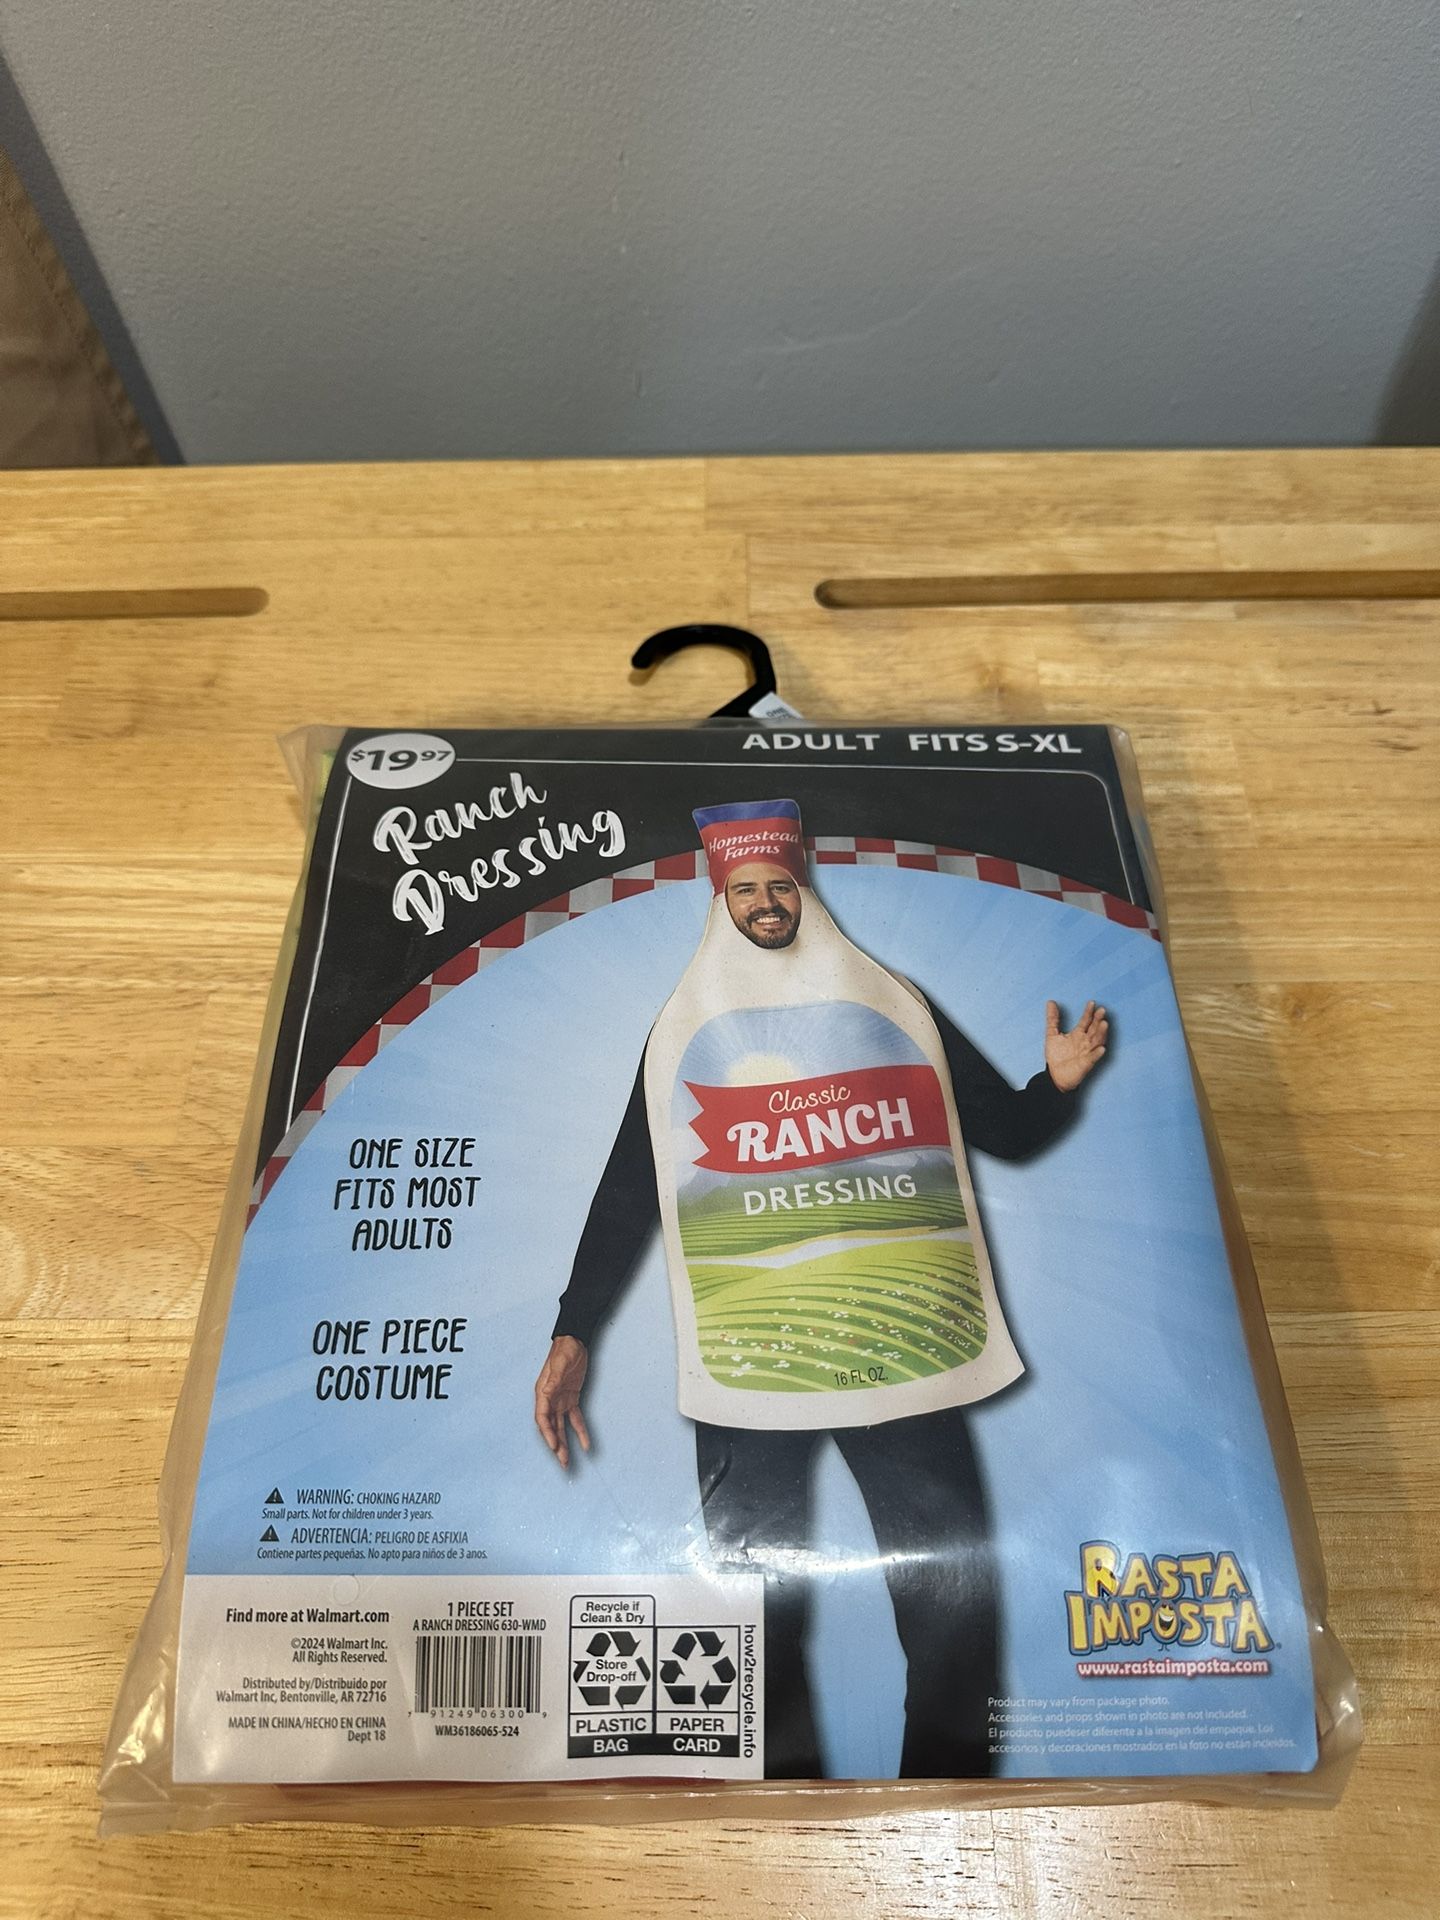 ADULT FITS S-XL
$19.97
Ranch
Dressing
Homestead
Farms
Classic
RANCH
DRESSING
16 FL OZ.
ONE SIZE
FITS MOST
ADULTS
ONE PIECE
COSTUME
WARNING: CHOKING HAZARD
Small parts. Not for children under 3 years.
ADVERTENCIA: PELIGRO DE ASFIXIA
Contiene partes pequeñas. No apto para niños de 3 anos.
Find more at Walmart.com
©2024 Walmart Inc.
All Rights Reserved.
Distributed by/Distribuido por
Walmart Inc, Bentonville, AR 72716
MADE IN CHINA/HECHO EN CHINA
Dept 18
1 PIECE SET
A RANCH DRESSING 630-WMD
7 91249 06300 9
WM36186065-524
Recycle if
Clean & Dry
Store
Drop-off
PLASTIC
BAG
PAPER
CARD
how2recycle.info
RASTA
IMPOSTA
www.rastaimposta.com
Product may vary from package photo.
Accessories and props shown in photo are not included.
El producto puedeser diferente a la imagen del empaque. Los
accesorios y decoraciones mostrados en la foto no están incleidos.
ONE